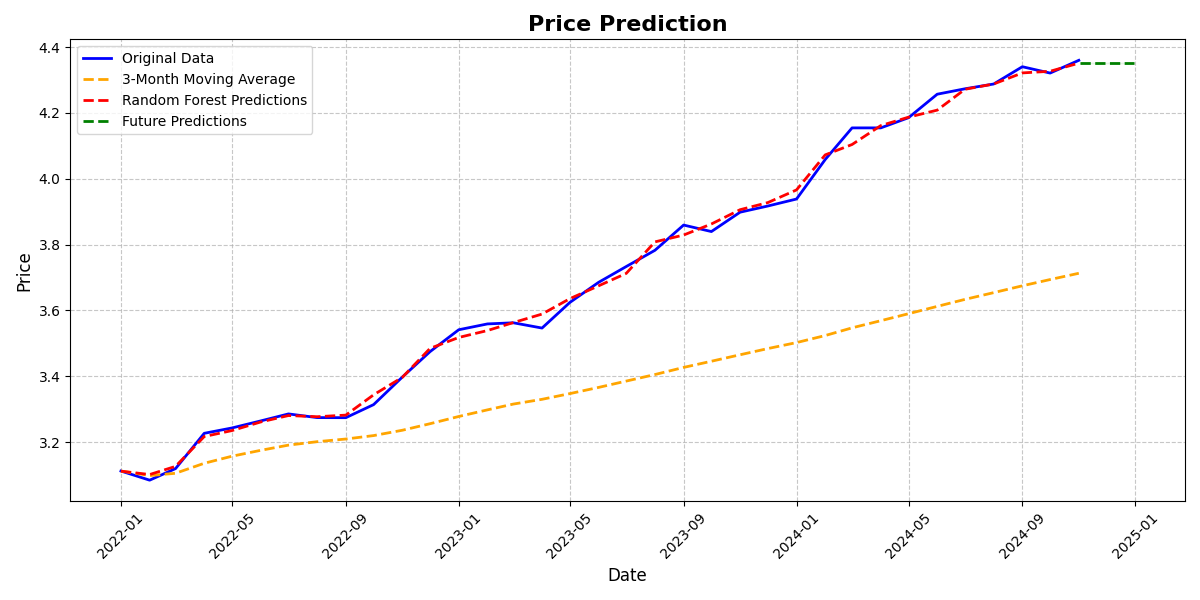 Price Prediction
Original Data
3-Month Moving Average
Random Forest Predictions
Future Predictions
4.4
4.2
4.0
3.8
3.6
3.4
3.2
Price
2022-01
2022-05
2022-09
2023-01
2023-05
2023-09
2024-01
2024-05
2024-09
2025-01
Date